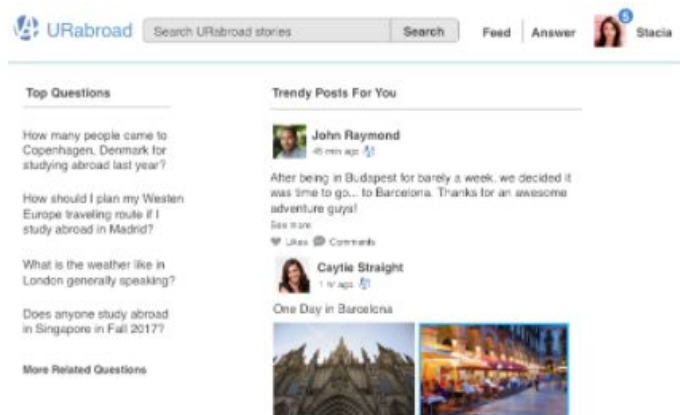 URabroad
Search URabroad stories
Search
Feed
Answer
5
Stacia
Top Questions
How many people came to
Copenhagen, Denmark for
studying abroad last year?
How should I plan my Westen
Europe traveling route if I
study abroad in Madrid?
What is the weather like in
London generally speaking?
Does anyone study abroad
in Singapore in Fall 2017?
More Related Questions
Trendy Posts For You
John Raymond
45 min ago
After being in Budapest for barely a week, we decided it
was time to go... to Barcelona. Thanks for an awesome
adventure guys!
See more
Likes Comments
Caytie Straight
1 hr ago
One Day in Barcelona